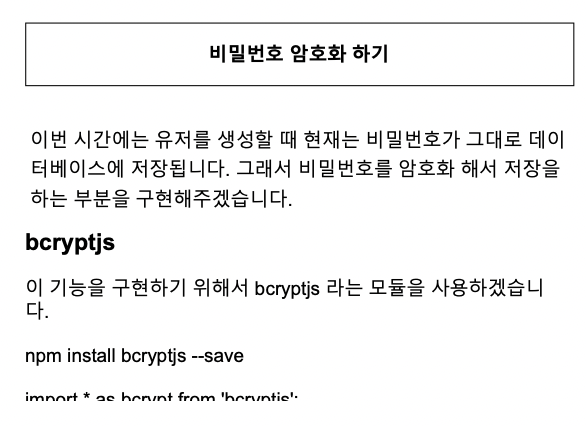 비밀번호 암호화 하기
이번 시간에는 유저를 생성할 때 현재는 비밀번호가 그대로 데이
터베이스에 저장됩니다. 그래서 비밀번호를 암호화 해서 저장을
하는 부분을 구현해주겠습니다.
bcryptjs
이 기능을 구현하기 위해서 bcryptjs 라는 모듈을 사용하겠습니
다.
npm install bcryptjs --save
import * as bcrypt from 'bcryptjs';